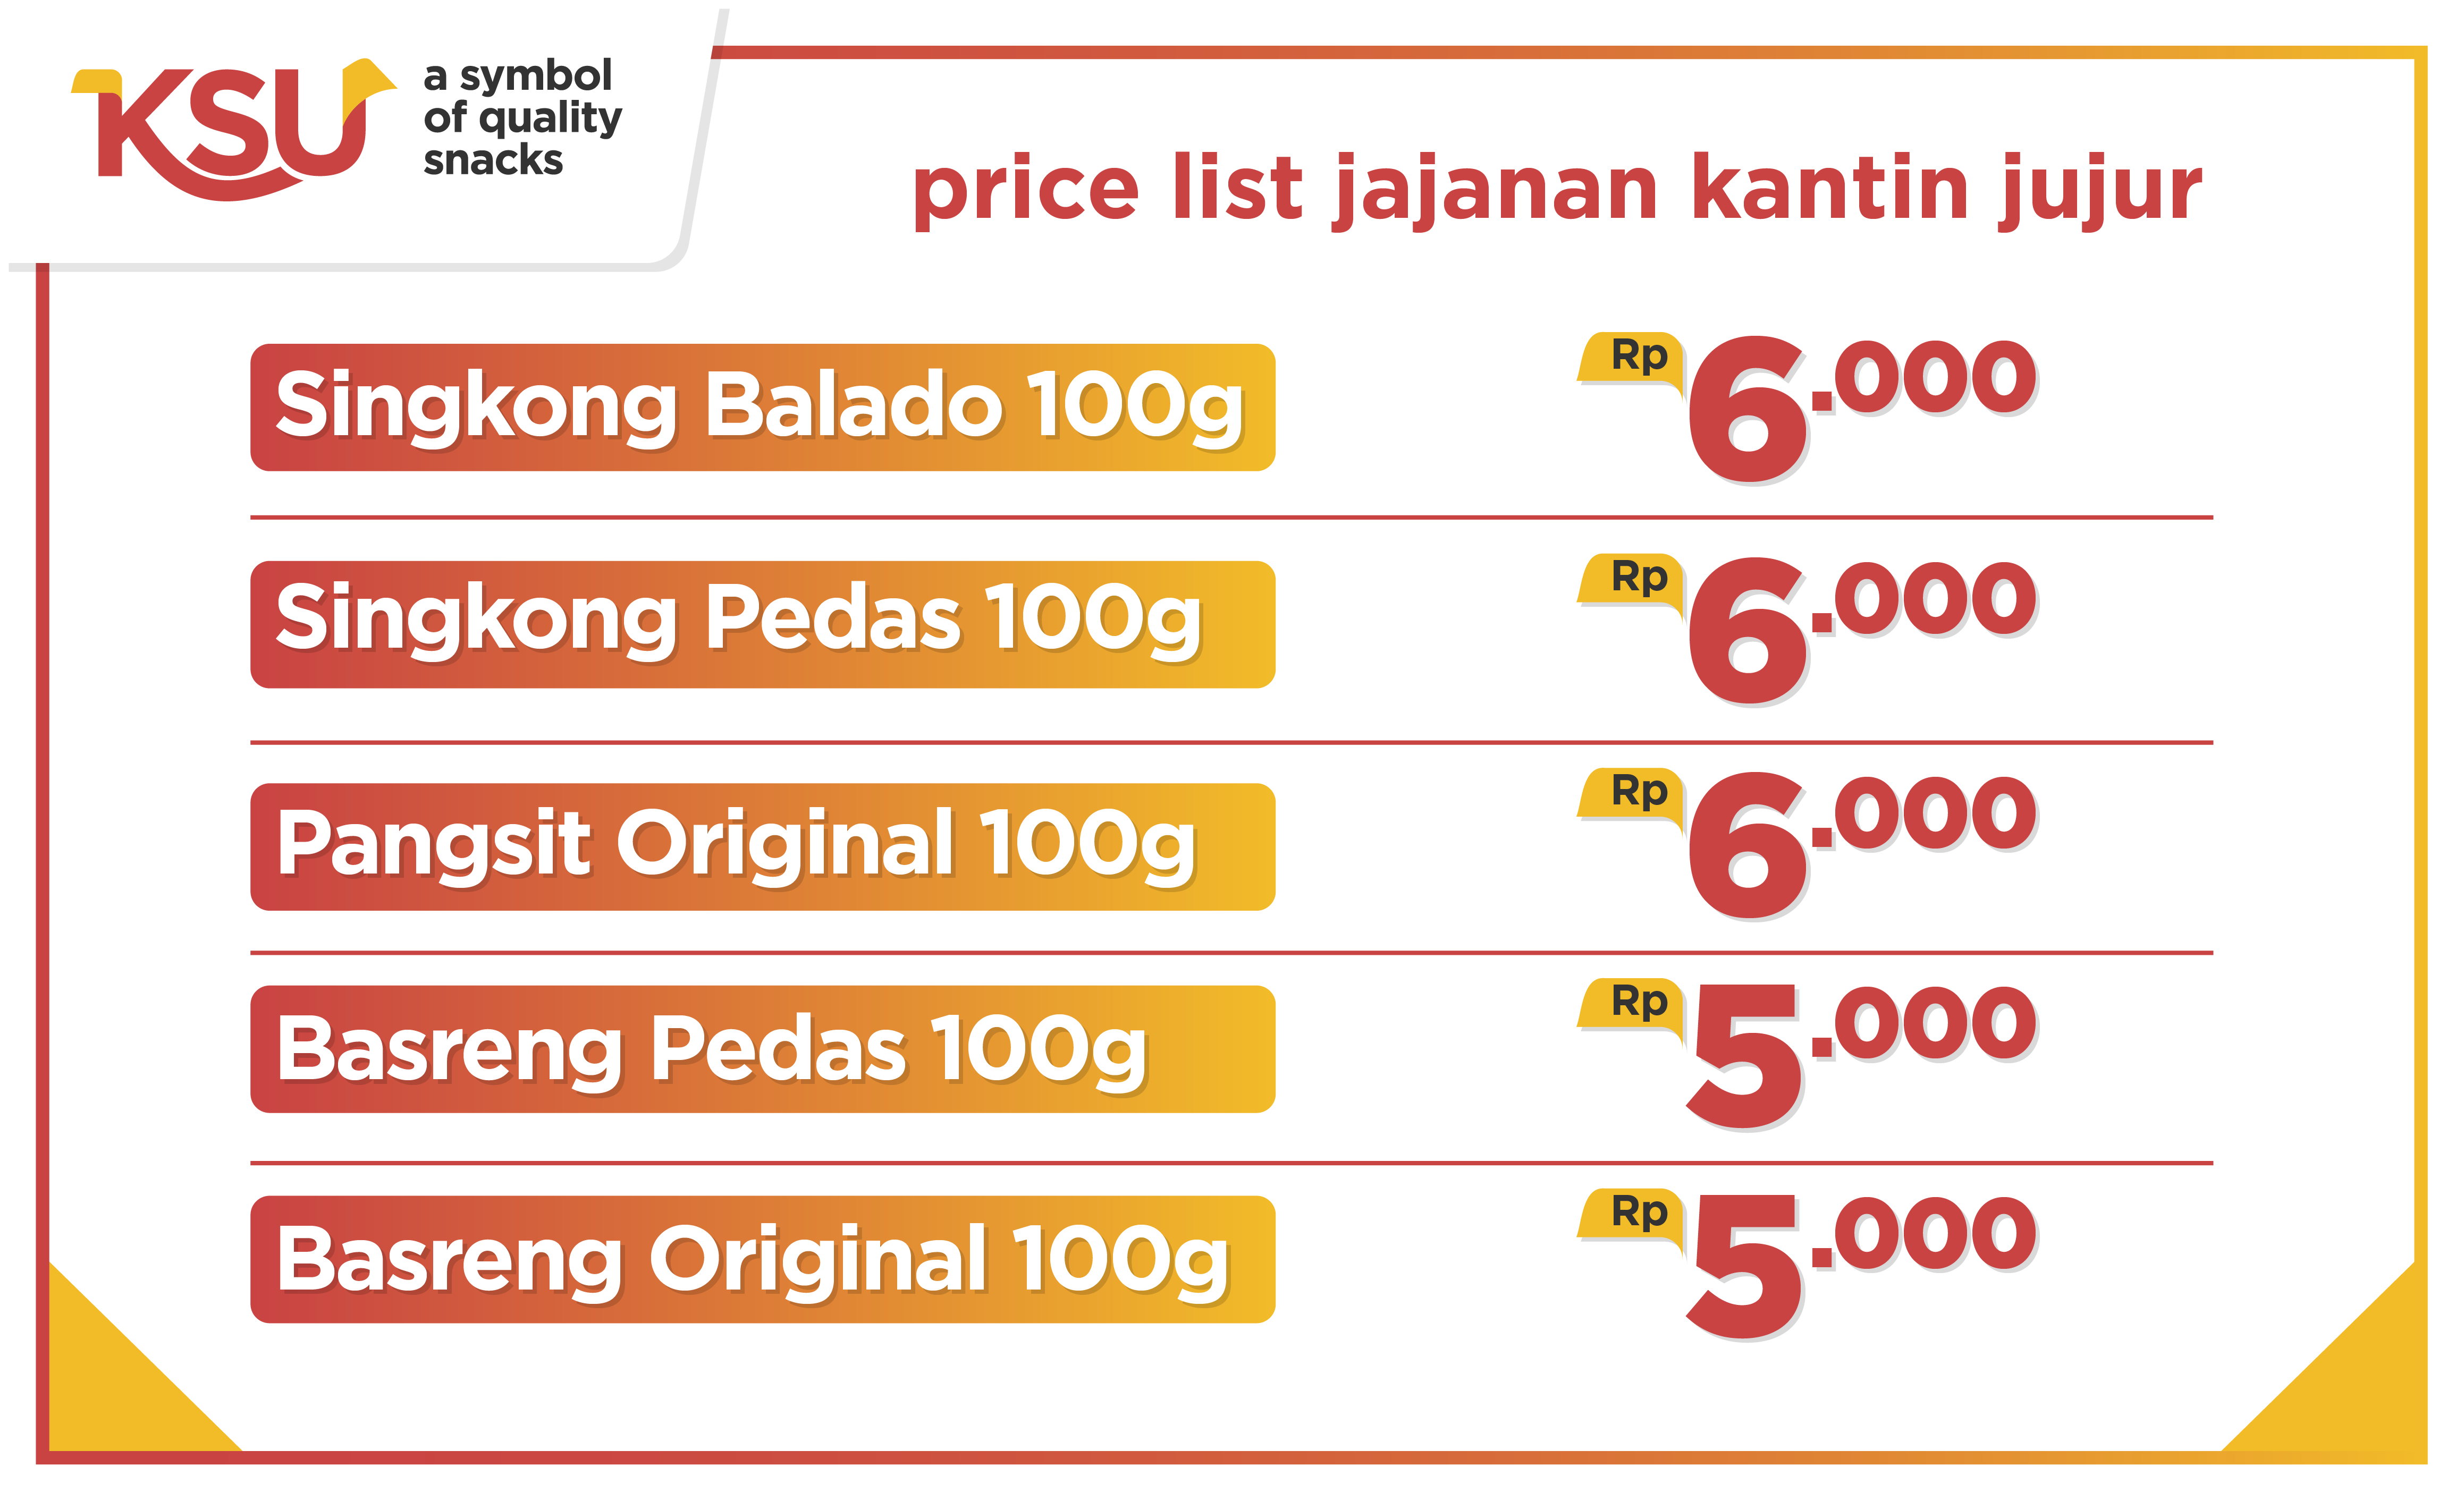 KSU
a symbol
of quality
snacks
price list jajanan kantin jujur
Singkong Balado 100g Rp 6.000
Singkong Pedas 100g Rp 6.000
Pangsit Original 100g Rp 6.000
Basreng Pedas 100g Rp 5.000
Basreng Original 100g Rp 5.000